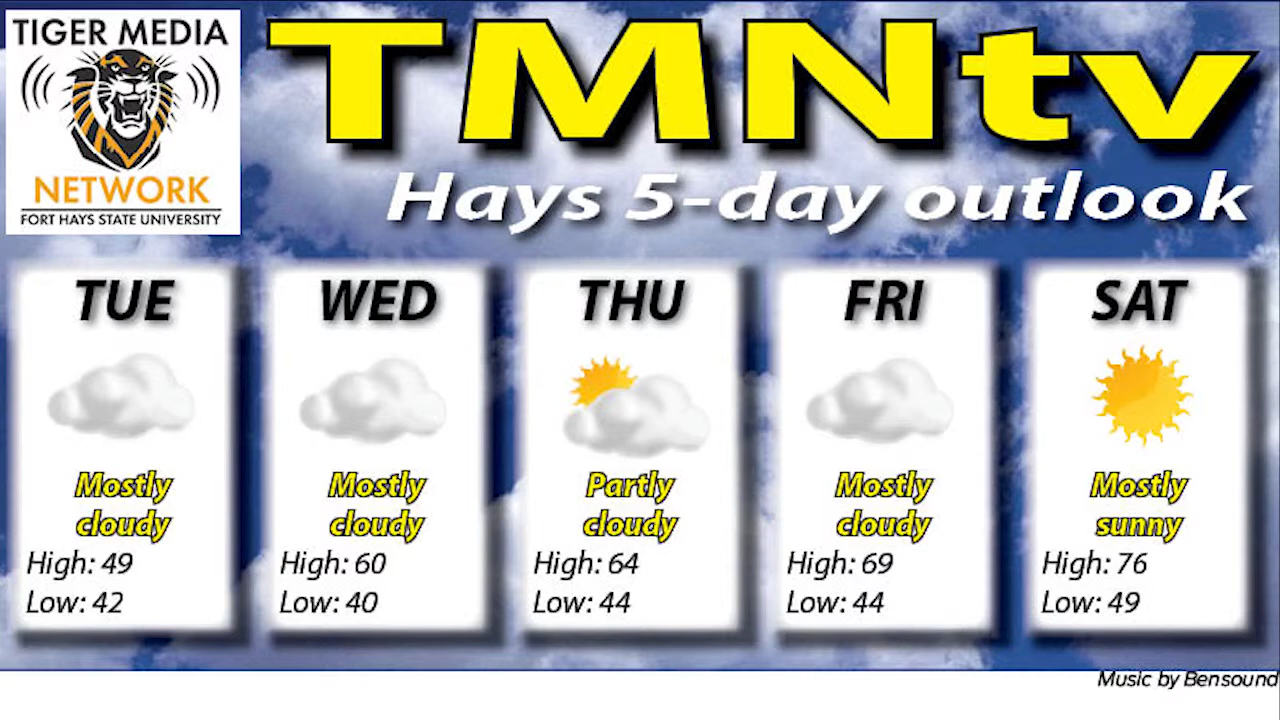 TIGER MEDIA
NETWORK
FORT HAYS STATE UNIVERSITY
TMNtv
Hays 5-day outlook
TUE
Mostly
cloudy
High: 49
Low: 42
WED
Mostly
cloudy
High: 60
Low: 40
THU
Partly
cloudy
High: 64
Low: 44
FRI
Mostly
cloudy
High: 69
Low: 44
SAT
Mostly
sunny
High: 76
Low: 49
Music by Bensound